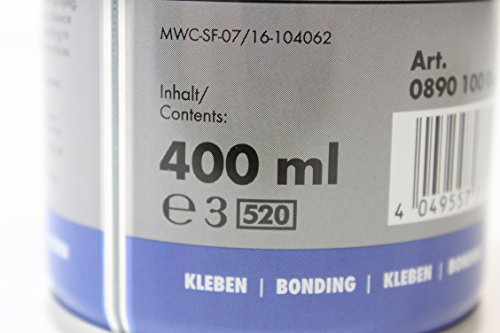 MWC-SF-07/16-104062
Art.
0890 100
Inhalt/
Contents:
400 ml
℮ 3 520
4 049557
KLEBEN | BONDING | KLEBEN | BOND